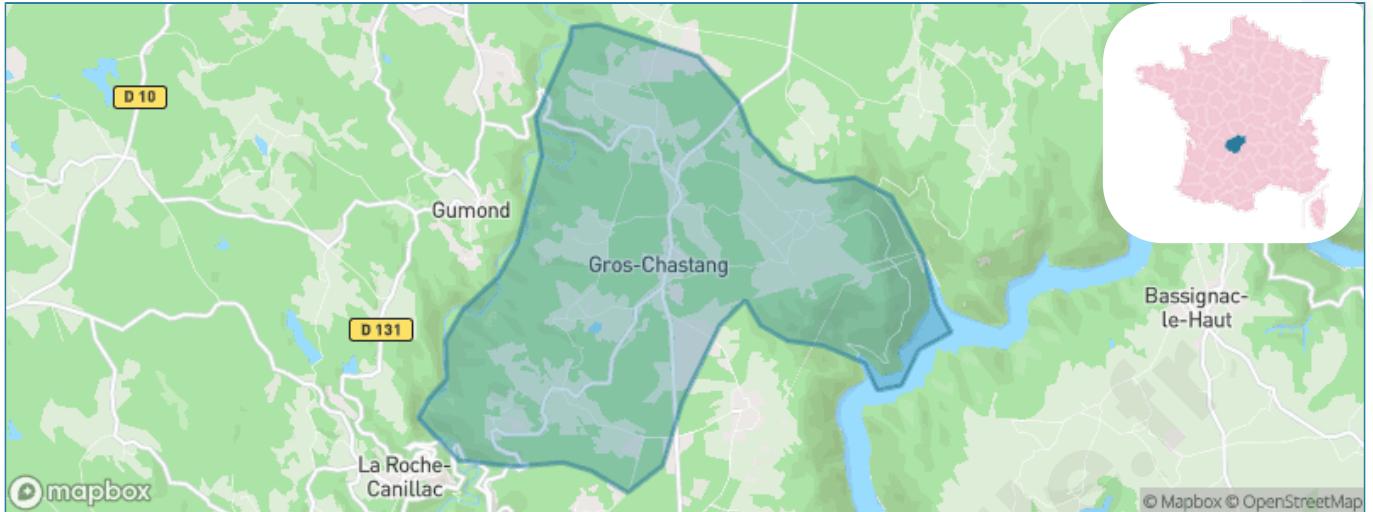 D 10
Gumond
Gros-Chastang
Bassignac-
le-Haut
D 131
La Roche-
Canillac
mapbox
© Mapbox © OpenStreetMap